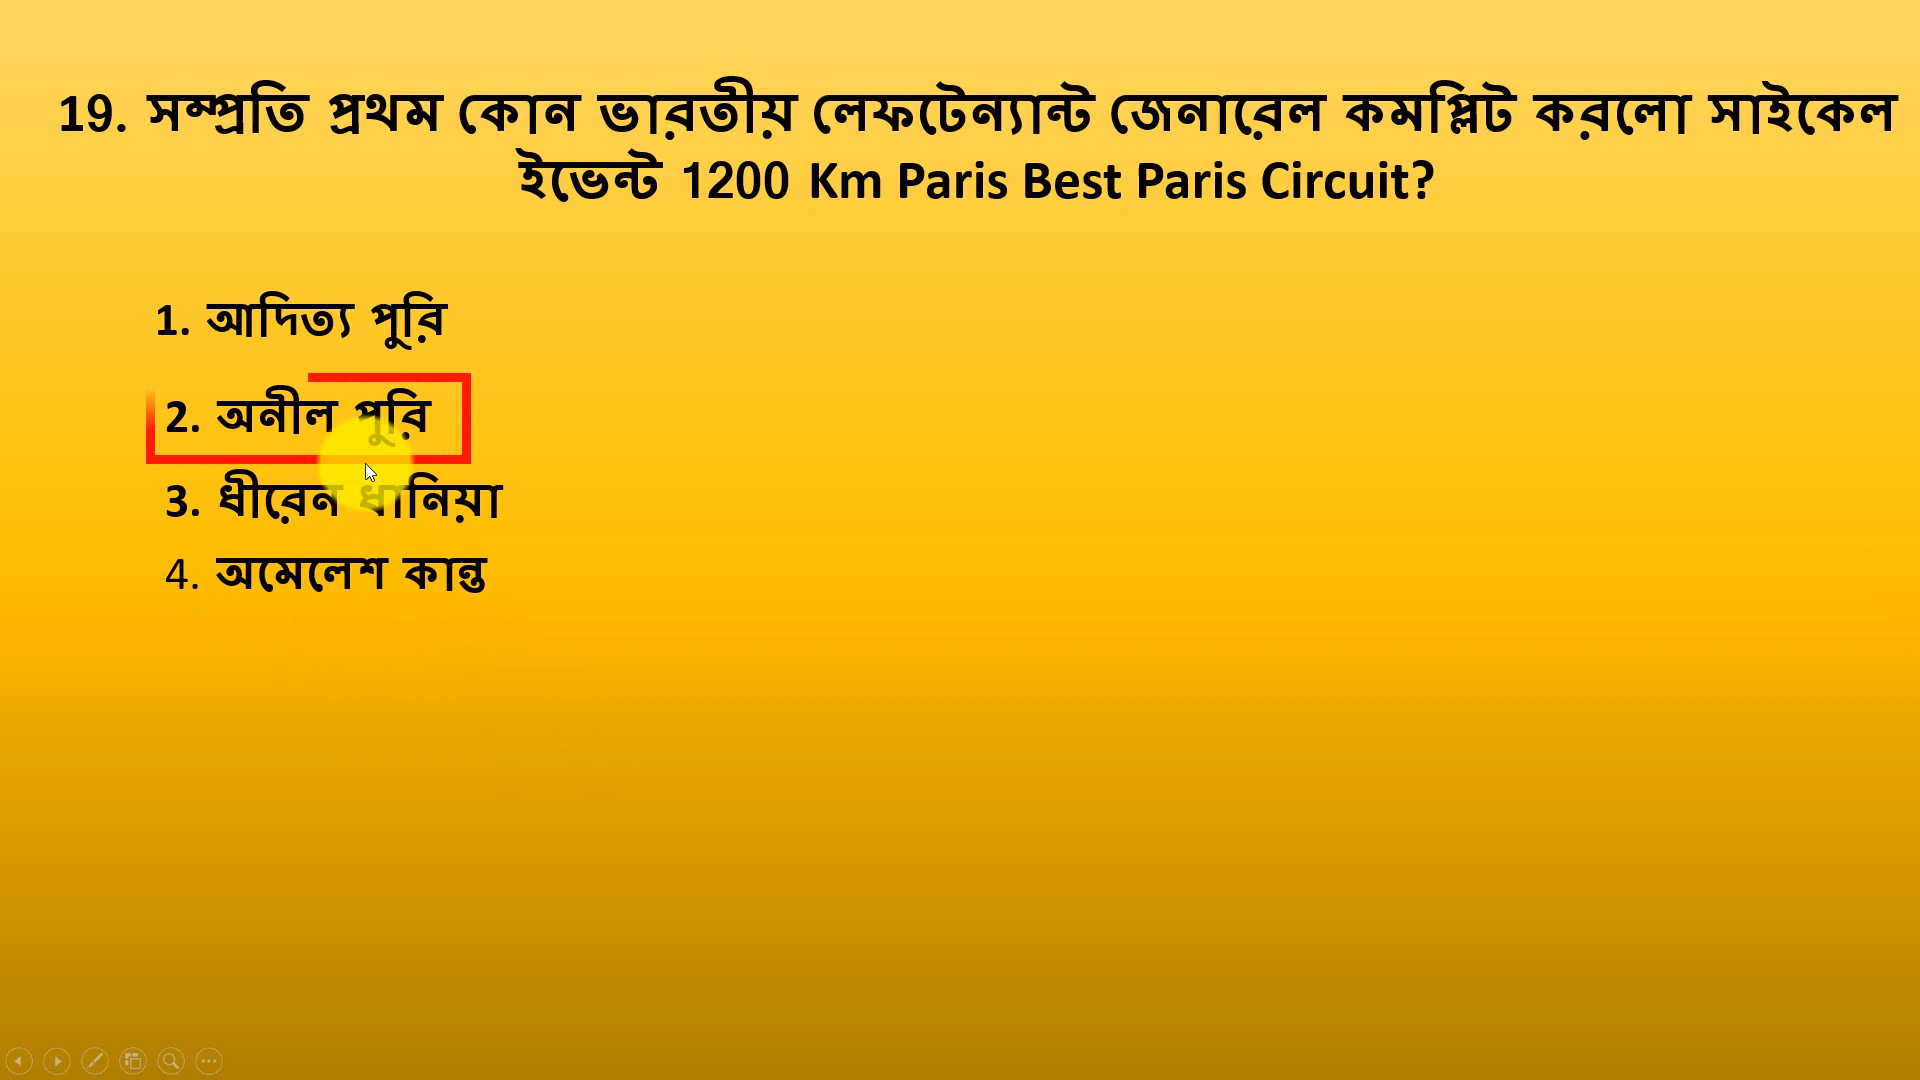 19. সম্প্রতি প্রথম কোন ভারতীয় লেফটেন্যান্ট জেনারেল কমপ্লিট করলো সাইকেল
ইভেন্ট 1200 Km Paris Best Paris Circuit?
1. আদিত্য পুরি
2. অনীল পুরি
3. ধীরেন ধানিয়া
4. অমেলেশ কান্ত